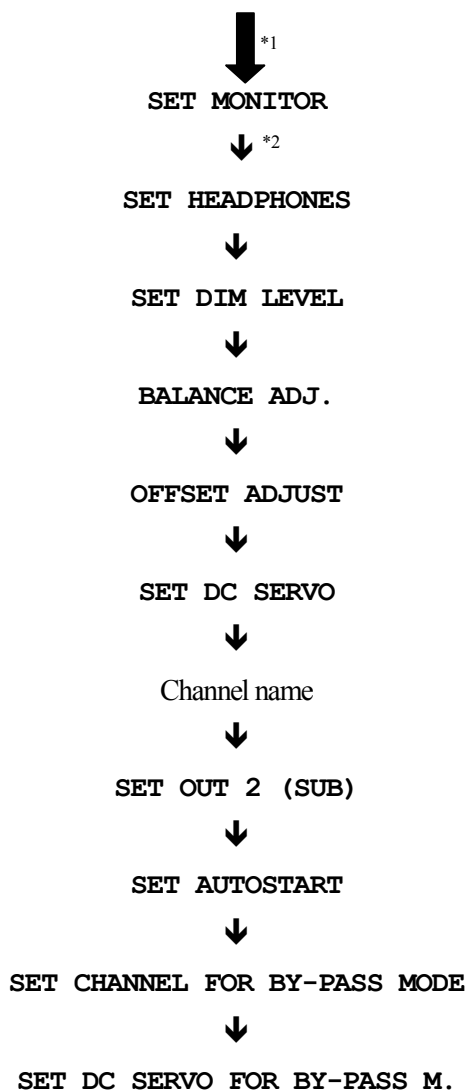 *1
SET MONITOR
*2
SET HEADPHONES
SET DIM LEVEL
BALANCE ADJ.
OFFSET ADJUST
SET DC SERVO
Channel name
SET OUT 2 (SUB)
SET AUTOSTART
SET CHANNEL FOR BY-PASS MODE
SET DC SERVO FOR BY-PASS M.